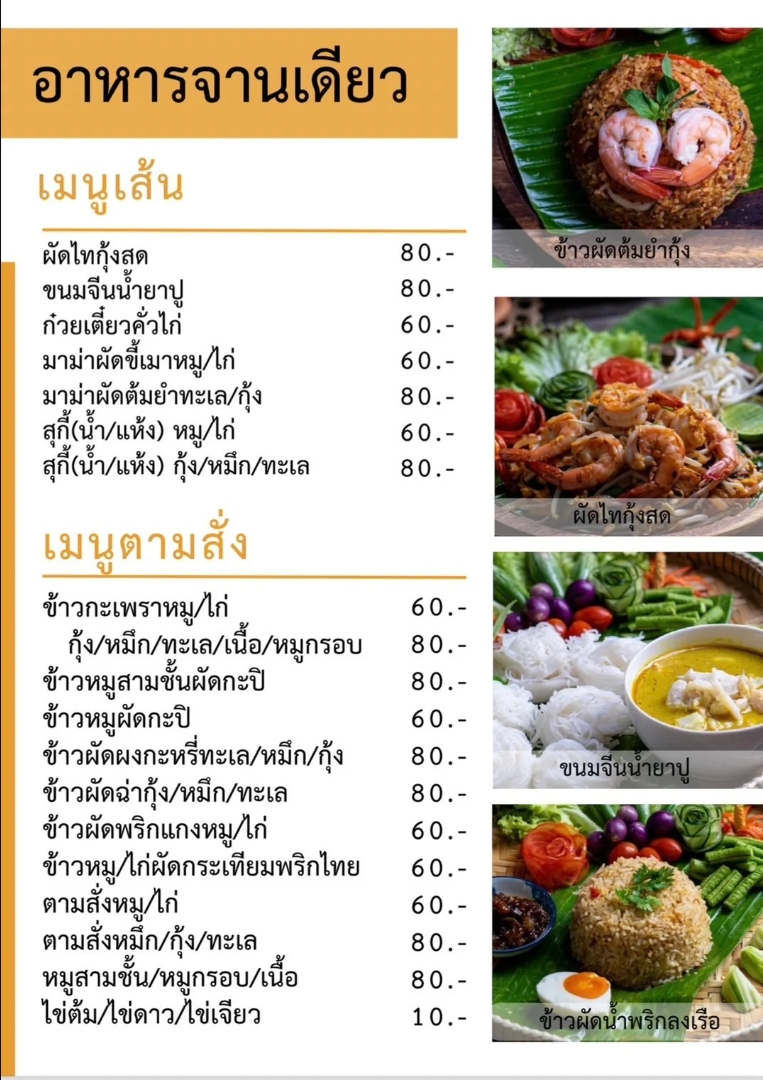 อาหารจานเดียว
เมนูเส้น
ผัดไทกุ้งสด 80.-
ขนมจีนน้ำยาปู 80.-
ก๋วยเตี๋ยวคั่วไก่ 60.-
มาม่าผัดขี้เมาหมู/ไก่ 60.-
มาม่าผัดต้มยำทะเล/กุ้ง 80.-
สุกี้(น้ำ/แห้ง) หมู/ไก่ 60.-
สุกี้(น้ำ/แห้ง) กุ้ง/หมึก/ทะเล 80.-
เมนูตามสั่ง
ข้าวกะเพราหมู/ไก่ 60.-
กุ้ง/หมึก/ทะเล/เนื้อ/หมูกรอบ 80.-
ข้าวหมูสามชั้นผัดกะปิ 80.-
ข้าวหมูผัดกะปิ 60.-
ข้าวผัดผงกะหรี่ทะเล/หมึก/กุ้ง 80.-
ข้าวผัดฉ่ากุ้ง/หมึก/ทะเล 80.-
ข้าวผัดพริกแกงหมู/ไก่ 60.-
ข้าวหมู/ไก่ผัดกระเทียมพริกไทย 60.-
ตามสั่งหมู/ไก่ 60.-
ตามสั่งหมึก/กุ้ง/ทะเล 80.-
หมูสามชั้น/หมูกรอบ/เนื้อ 80.-
ไข่ต้ม/ไข่ดาว/ไข่เจียว 10.-
ข้าวผัดต้มยำกุ้ง
ผัดไทกุ้งสด
ขนมจีนน้ำยาปู
ข้าวผัดน้ำพริกลงเรือ